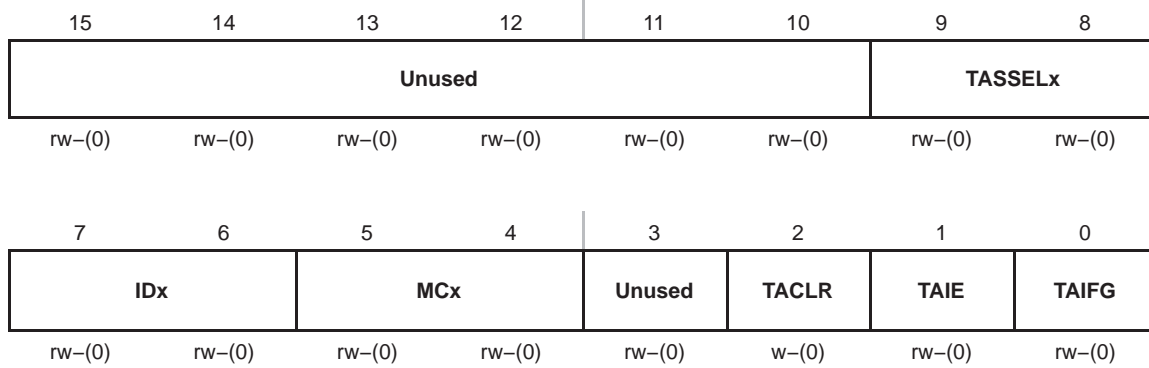 15 14 13 12 11 10 9 8
Unused TASSELx
rw−(0) rw−(0) rw−(0) rw−(0) rw−(0) rw−(0) rw−(0) rw−(0)
7 6 5 4 3 2 1 0
IDx MCx Unused TACLR TAIE TAIFG
rw−(0) rw−(0) rw−(0) rw−(0) rw−(0) w−(0) rw−(0) rw−(0)